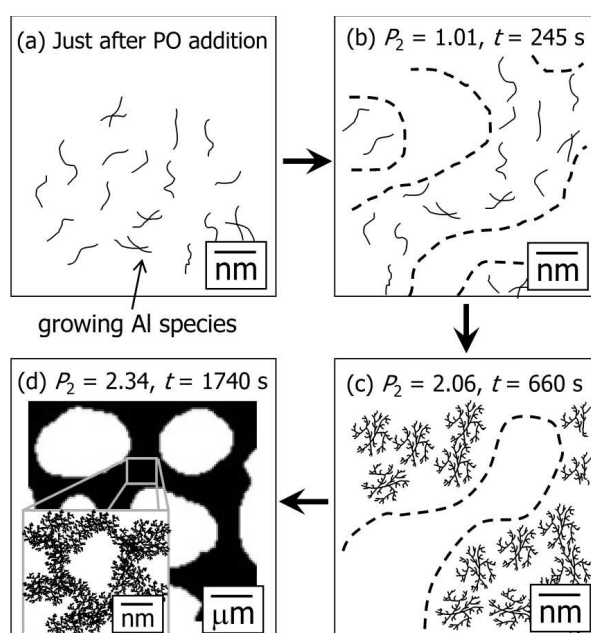 (a) Just after PO addition
nm
growing Al species
(b) P₂ = 1.01, t = 245 s
nm
(c) P₂ = 2.06, t = 660 s
nm
(d) P₂ = 2.34, t = 1740 s
nm
μm